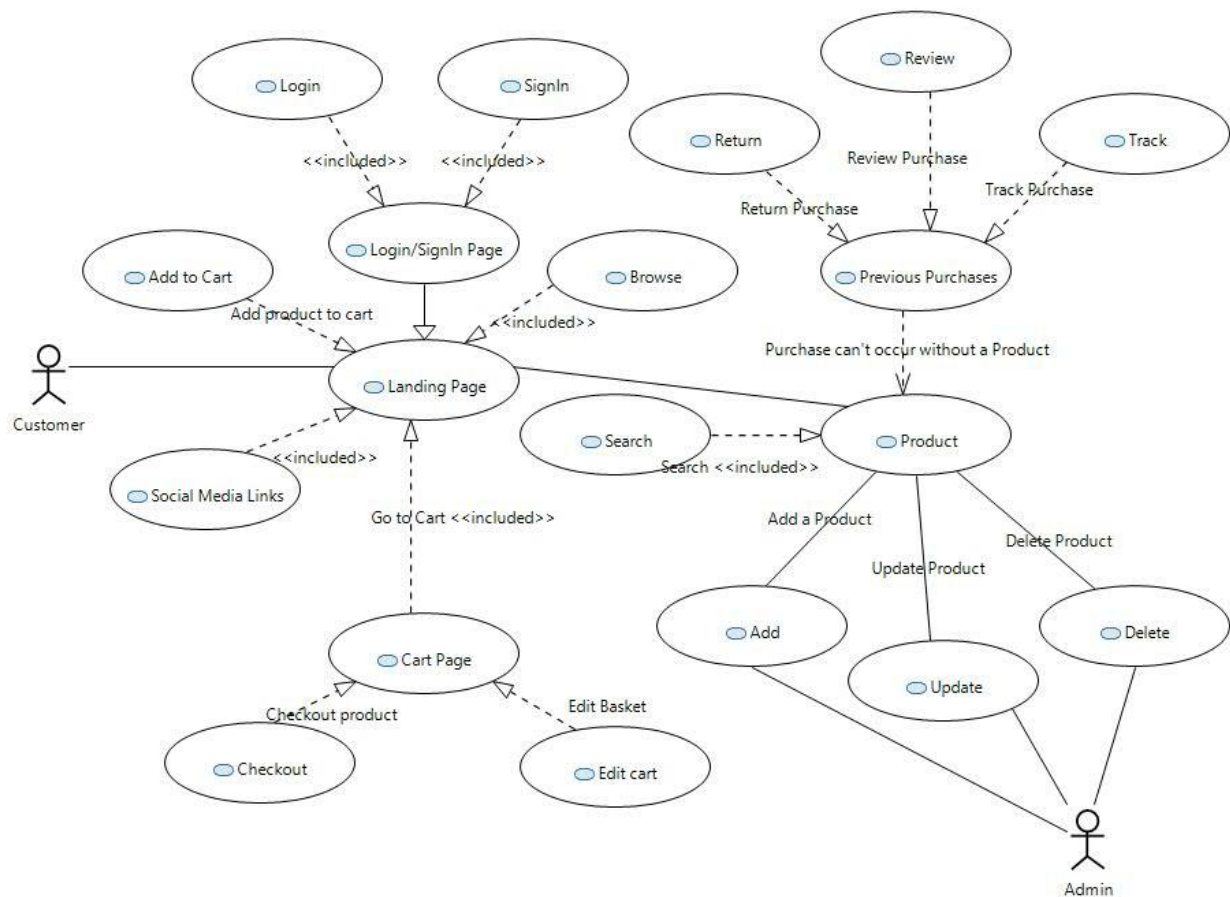 Review
Login
SignIn
Return
Track
<<included>>
<<included>>
Review Purchase
Track Purchase
Return Purchase
Login/SignIn Page
Add to Cart
Browse
Previous Purchases
Add product to cart
<<included>>
Purchase can't occur without a Product
Landing Page
Customer
Search
Product
<<included>>
Search <<included>>
Social Media Links
Go to Cart <<included>>
Add a Product
Delete Product
Update Product
Add
Delete
Cart Page
Update
Checkout product
Edit Basket
Checkout
Edit cart
Admin